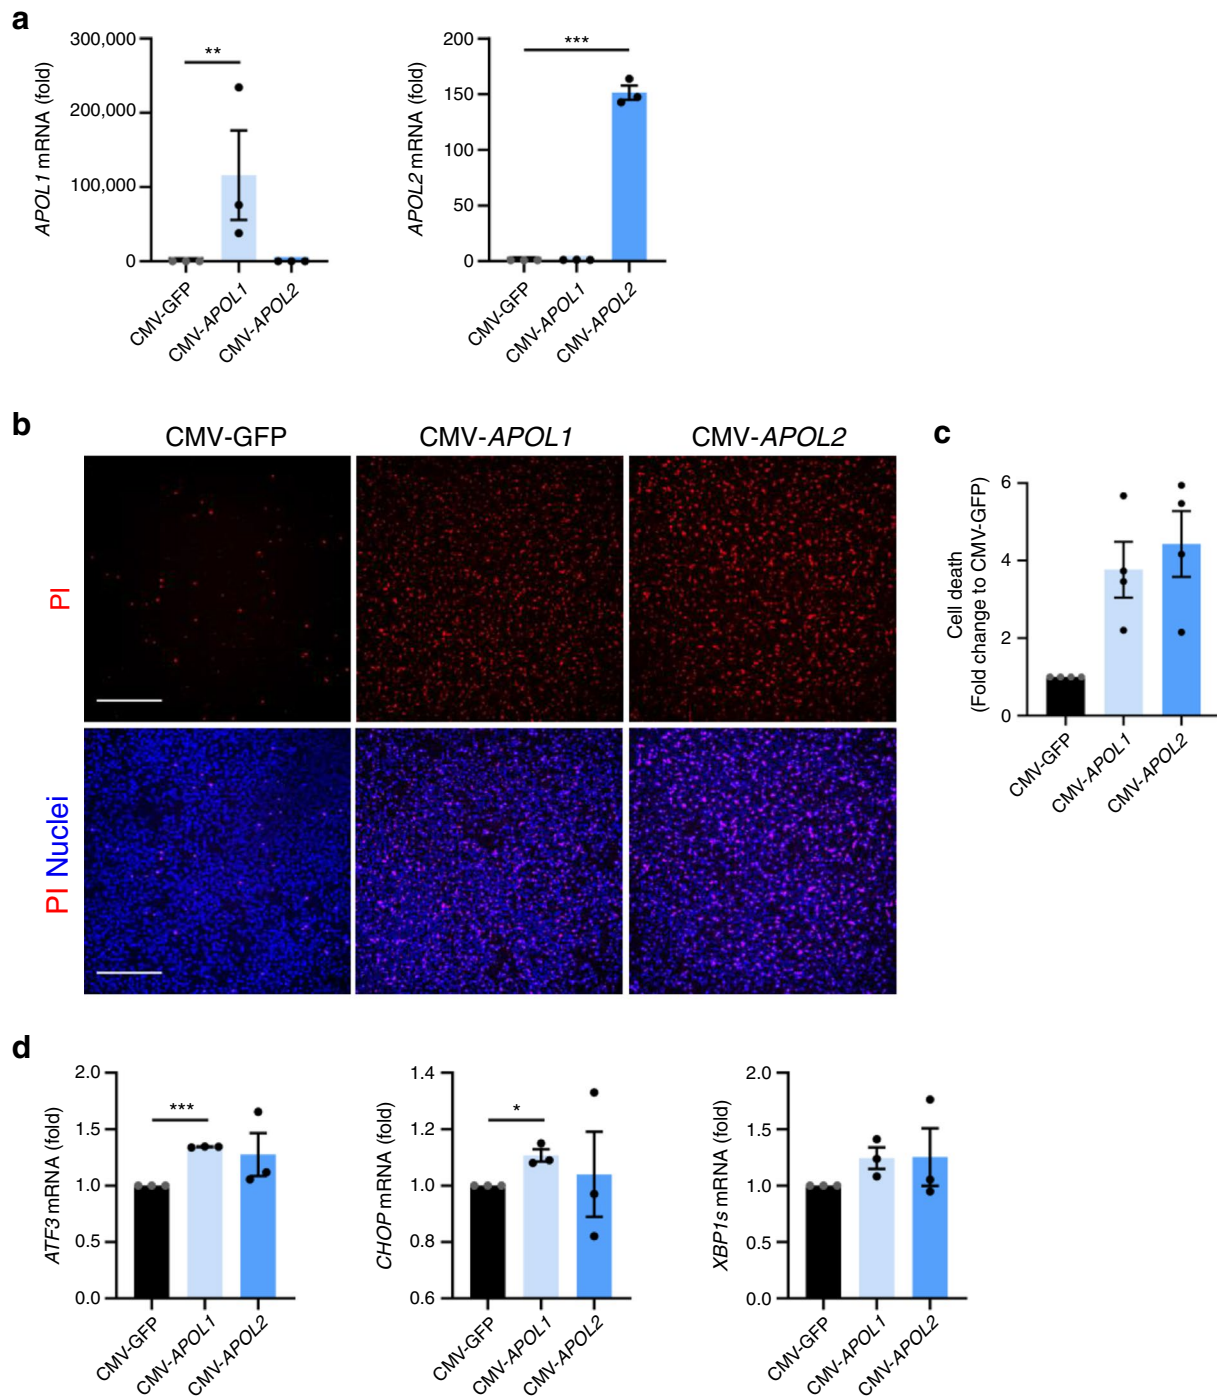 a
APOL1 mRNA (fold)
300,000
200,000
100,000
0
**
CMV-GFP
CMV-APOL1
CMV-APOL2
APOL2 mRNA (fold)
200
150
100
50
0
***
CMV-GFP
CMV-APOL1
CMV-APOL2
b
CMV-GFP
CMV-APOL1
CMV-APOL2
PI
PI Nuclei
c
Cell death
(Fold change to CMV-GFP)
6
4
2
0
CMV-GFP
CMV-APOL1
CMV-APOL2
d
ATF3 mRNA (fold)
2.0
1.5
1.0
0.5
0.0
***
CMV-GFP
CMV-APOL1
CMV-APOL2
CHOP mRNA (fold)
1.4
1.2
1.0
0.8
0.6
*
CMV-GFP
CMV-APOL1
CMV-APOL2
XBP1s mRNA (fold)
2.0
1.5
1.0
0.5
0.0
CMV-GFP
CMV-APOL1
CMV-APOL2